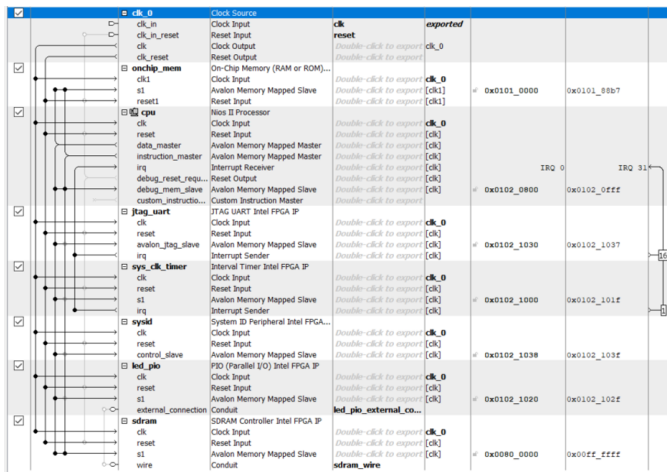 clk_0 Clock Source
clk_in Clock Input clk exported
clk_in_reset Reset Input reset
clk Clock Output Double-click to export clk_0
clk_reset Reset Output Double-click to export
onchip_mem On-Chip Memory (RAM or ROM)...
clk1 Clock Input Double-click to export clk_0
s1 Avalon Memory Mapped Slave Double-click to export [clk1] 0x0101_0000 0x0101_88b7
reset1 Reset Input Double-click to export [clk1]
cpu Nios II Processor
clk Clock Input Double-click to export clk_0
reset Reset Input Double-click to export [clk]
data_master Avalon Memory Mapped Master Double-click to export [clk]
instruction_master Avalon Memory Mapped Master Double-click to export [clk]
irq Interrupt Receiver Double-click to export [clk] IRQ 0 IRQ 31
debug_reset_requ... Reset Output Double-click to export [clk]
debug_mem_slave Avalon Memory Mapped Slave Double-click to export [clk] 0x0102_0800 0x0102_0fff
custom_instructio... Custom Instruction Master Double-click to export
jtag_uart JTAG UART Intel FPGA IP
clk Clock Input Double-click to export clk_0
reset Reset Input Double-click to export [clk]
avalon_jtag_slave Avalon Memory Mapped Slave Double-click to export [clk] 0x0102_1030 0x0102_1037
irq Interrupt Sender Double-click to export [clk] 16
sys_clk_timer Interval Timer Intel FPGA IP
clk Clock Input Double-click to export clk_0
reset Reset Input Double-click to export [clk]
s1 Avalon Memory Mapped Slave Double-click to export [clk] 0x0102_1000 0x0102_101f
irq Interrupt Sender Double-click to export [clk] 1
sysid System ID Peripheral Intel FPGA...
clk Clock Input Double-click to export clk_0
reset Reset Input Double-click to export [clk]
control_slave Avalon Memory Mapped Slave Double-click to export [clk] 0x0102_1038 0x0102_103f
led_pio PIO (Parallel I/O) Intel FPGA IP
clk Clock Input Double-click to export clk_0
reset Reset Input Double-click to export [clk]
s1 Avalon Memory Mapped Slave Double-click to export [clk] 0x0102_1020 0x0102_102f
external_connection Conduit led_pio_external_co...
sdram SDRAM Controller Intel FPGA IP
clk Clock Input Double-click to export clk_0
reset Reset Input Double-click to export [clk]
s1 Avalon Memory Mapped Slave Double-click to export [clk] 0x0080_0000 0x00ff_ffff
wire Conduit sdram_wire